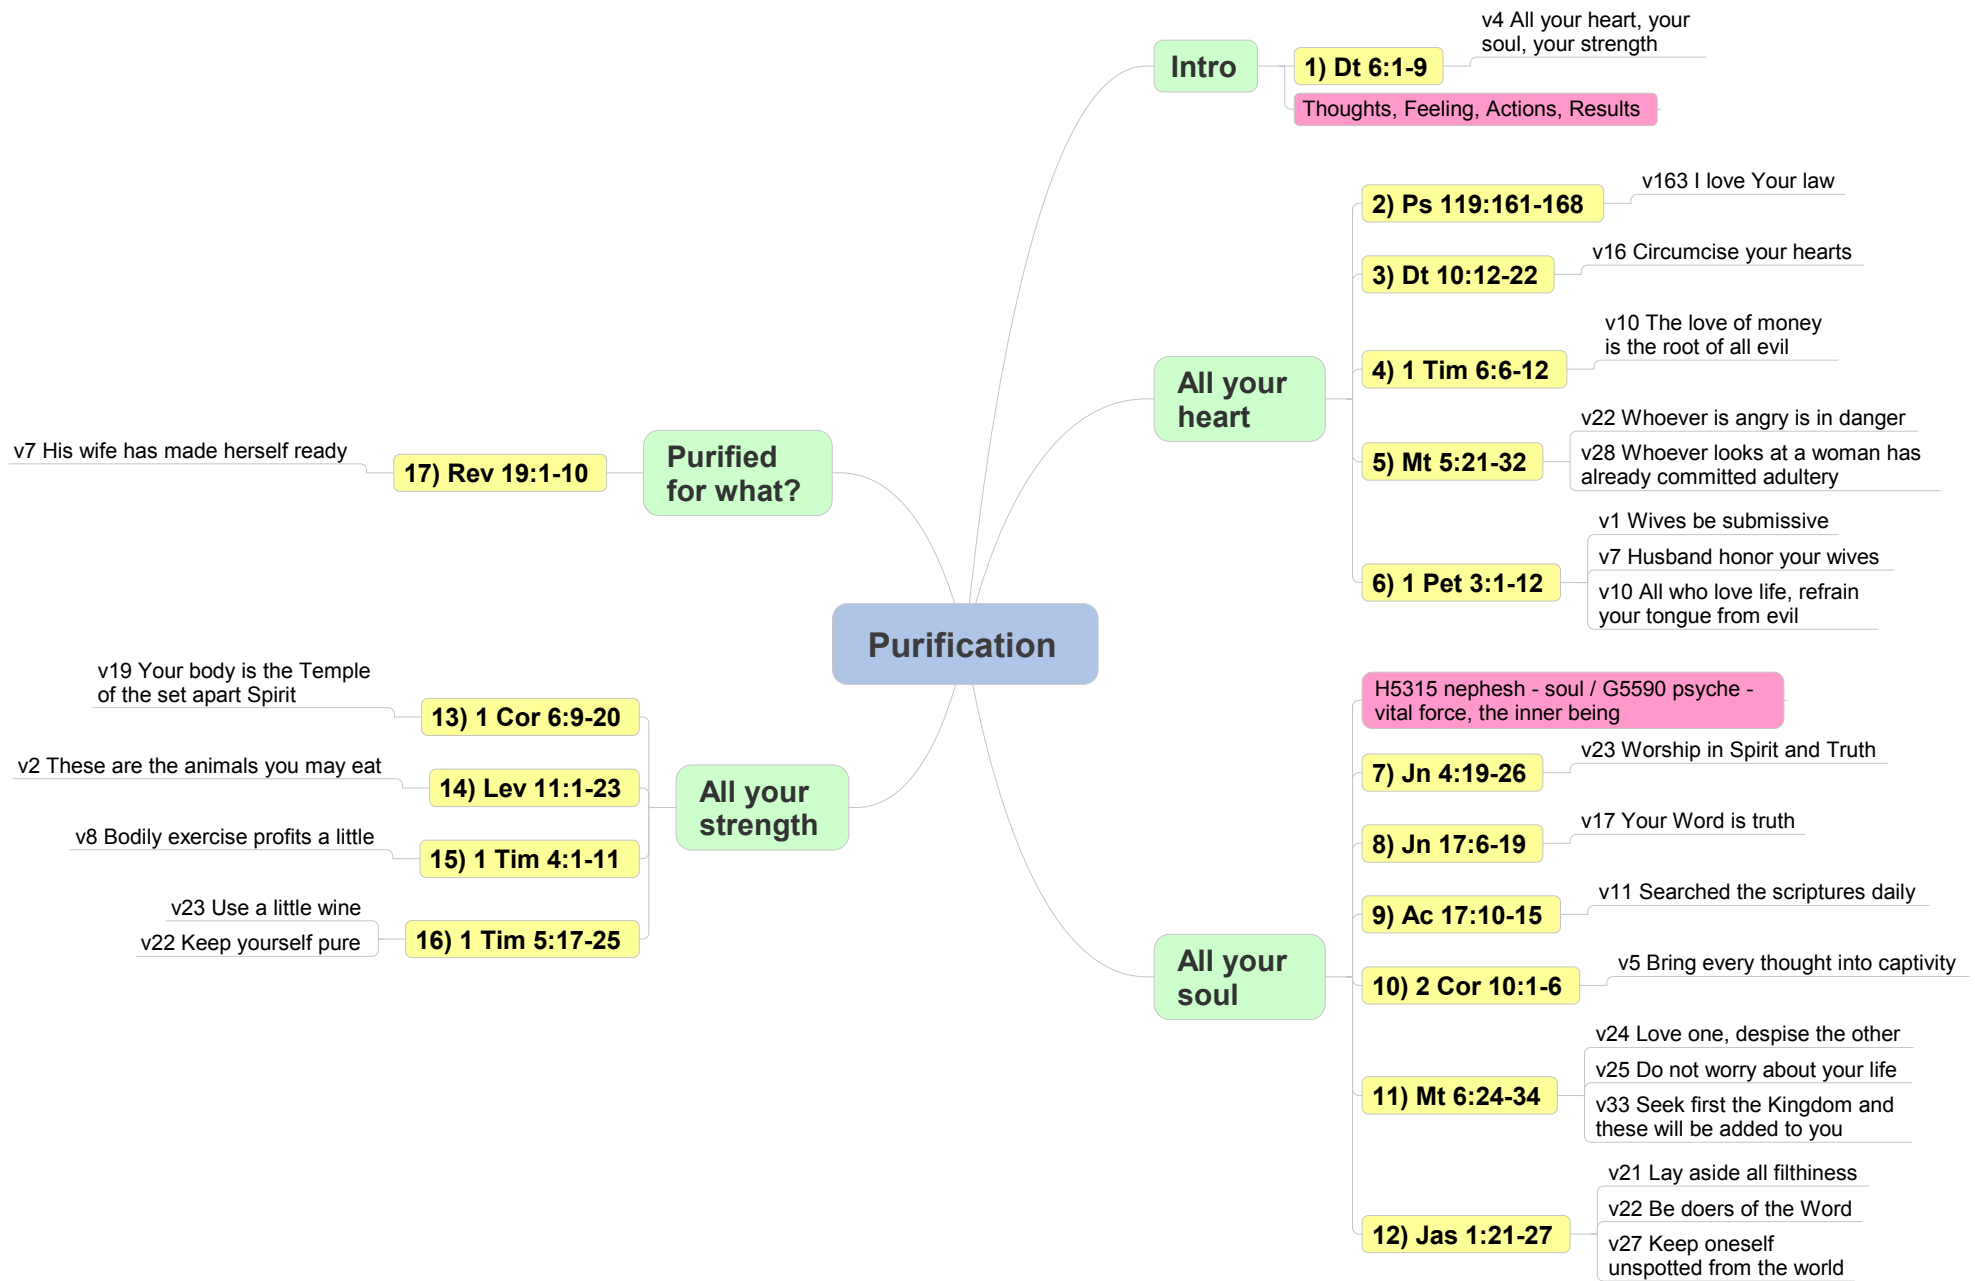 Purification
Intro
1) Dt 6:1-9
v4 All your heart, your
soul, your strength
Thoughts, Feeling, Actions, Results
All your
heart
2) Ps 119:161-168
v163 I love Your law
3) Dt 10:12-22
v16 Circumcise your hearts
4) 1 Tim 6:6-12
v10 The love of money
is the root of all evil
5) Mt 5:21-32
v22 Whoever is angry is in danger
v28 Whoever looks at a woman has
already committed adultery
6) 1 Pet 3:1-12
v1 Wives be submissive
v7 Husband honor your wives
v10 All who love life, refrain
your tongue from evil
All your
soul
H5315 nephesh - soul / G5590 psyche -
vital force, the inner being
7) Jn 4:19-26
v23 Worship in Spirit and Truth
8) Jn 17:6-19
v17 Your Word is truth
9) Ac 17:10-15
v11 Searched the scriptures daily
10) 2 Cor 10:1-6
v5 Bring every thought into captivity
11) Mt 6:24-34
v24 Love one, despise the other
v25 Do not worry about your life
v33 Seek first the Kingdom and
these will be added to you
12) Jas 1:21-27
v21 Lay aside all filthiness
v22 Be doers of the Word
v27 Keep oneself
unspotted from the world
All your
strength
13) 1 Cor 6:9-20
v19 Your body is the Temple
of the set apart Spirit
14) Lev 11:1-23
v2 These are the animals you may eat
15) 1 Tim 4:1-11
v8 Bodily exercise profits a little
16) 1 Tim 5:17-25
v23 Use a little wine
v22 Keep yourself pure
Purified
for what?
17) Rev 19:1-10
v7 His wife has made herself ready